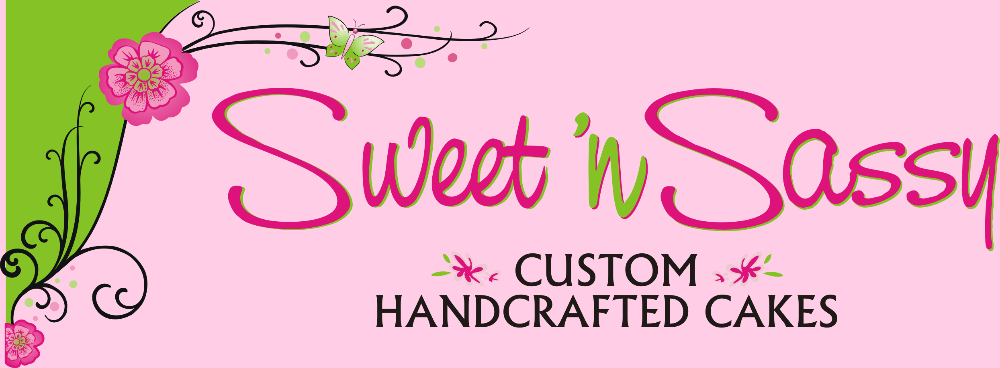 Sweet 'n Sassy
CUSTOM
HANDCRAFTED CAKES